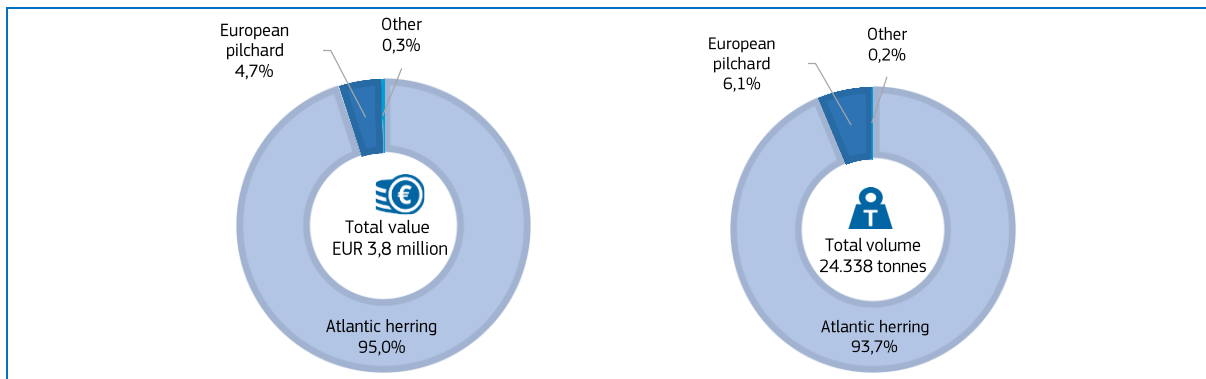 European
pilchard
4,7%
Other
0,3%
€
Total value
EUR 3,8 million
Atlantic herring
95,0%
European
pilchard
6,1%
Other
0,2%
T
Total volume
24.338 tonnes
Atlantic herring
93,7%